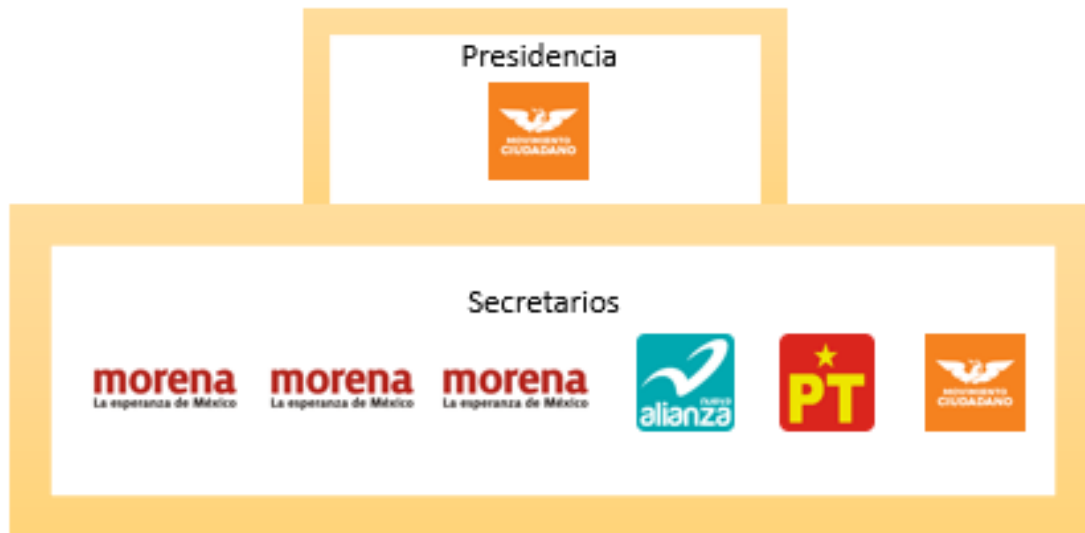 Presidencia
MOVIMIENTO
CIUDADANO
Secretarios
morena
La esperanza de México
morena
La esperanza de México
morena
La esperanza de México
nueva
alianza
PT
MOVIMIENTO
CIUDADANO